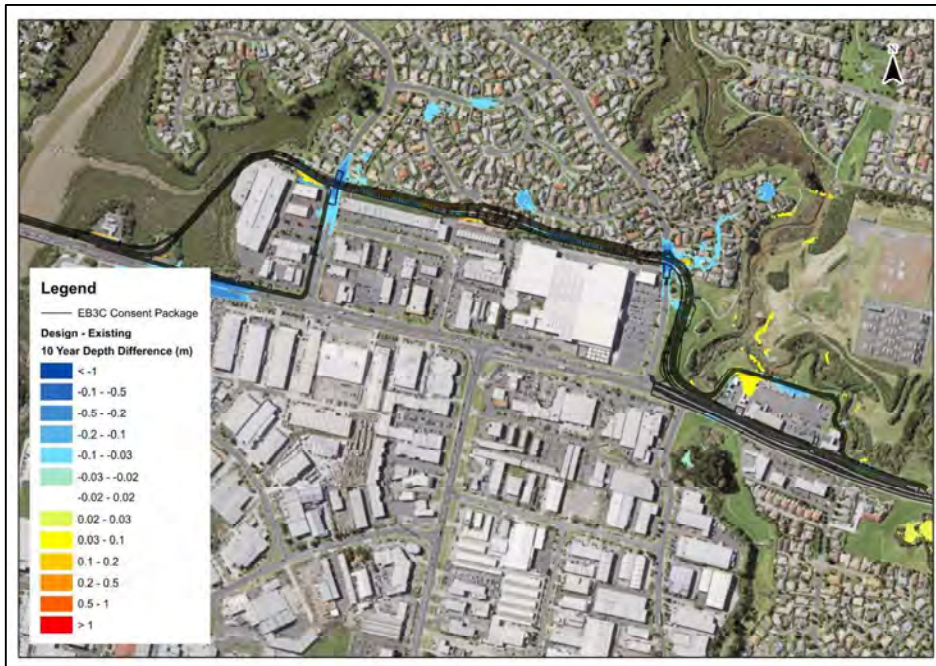 N
Legend
EB3C Consent Package
Design - Existing
10 Year Depth Difference (m)
< -1
-0.1 - -0.5
-0.5 - -0.2
-0.2 - -0.1
-0.1 - -0.03
-0.03 - -0.02
-0.02 - 0.02
0.02 - 0.03
0.03 - 0.1
0.1 - 0.2
0.2 - 0.5
0.5 - 1
> 1